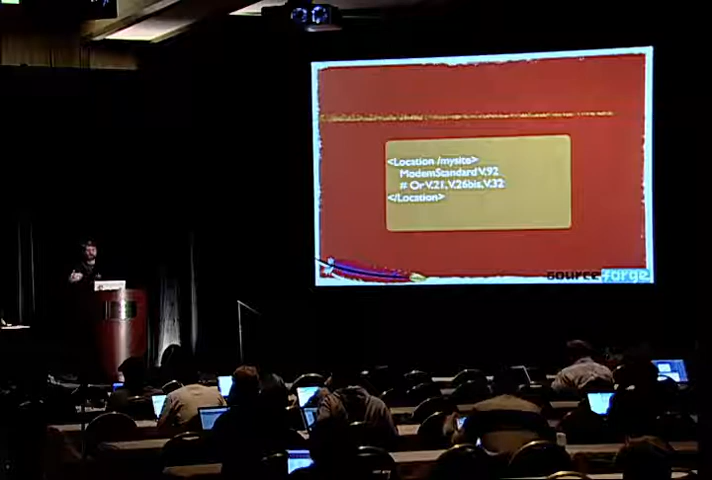 <Location /mysite>
ModemStandard V.92
# Or V.21, V.26bis, V.32
</Location>
sourceforge